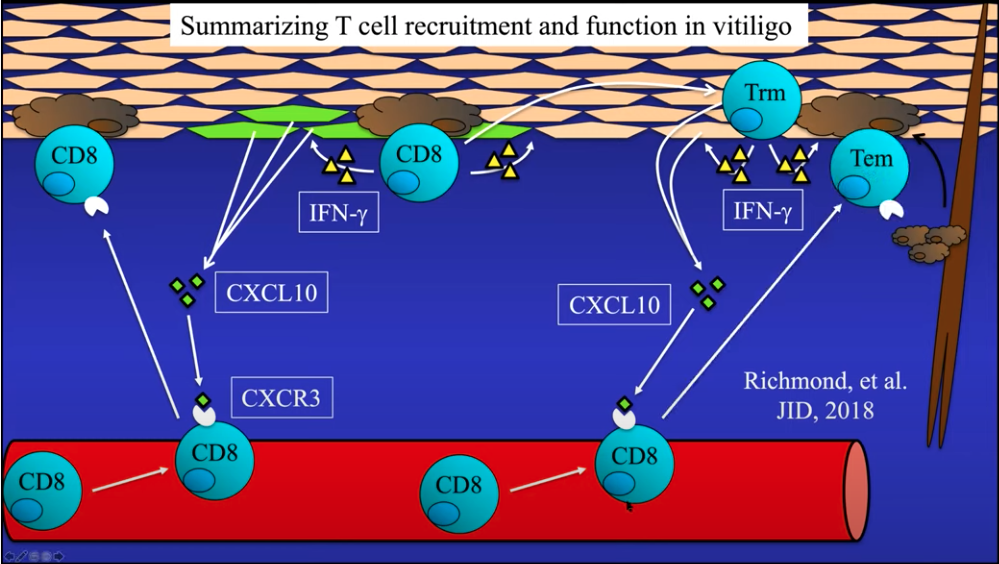 Summarizing T cell recruitment and function in vitiligo
Trm
CD8
CD8
Tem
IFN-γ
IFN-γ
CXCL10
CXCL10
CXCR3
Richmond, et al.
JID, 2018
CD8
CD8
CD8
CD8